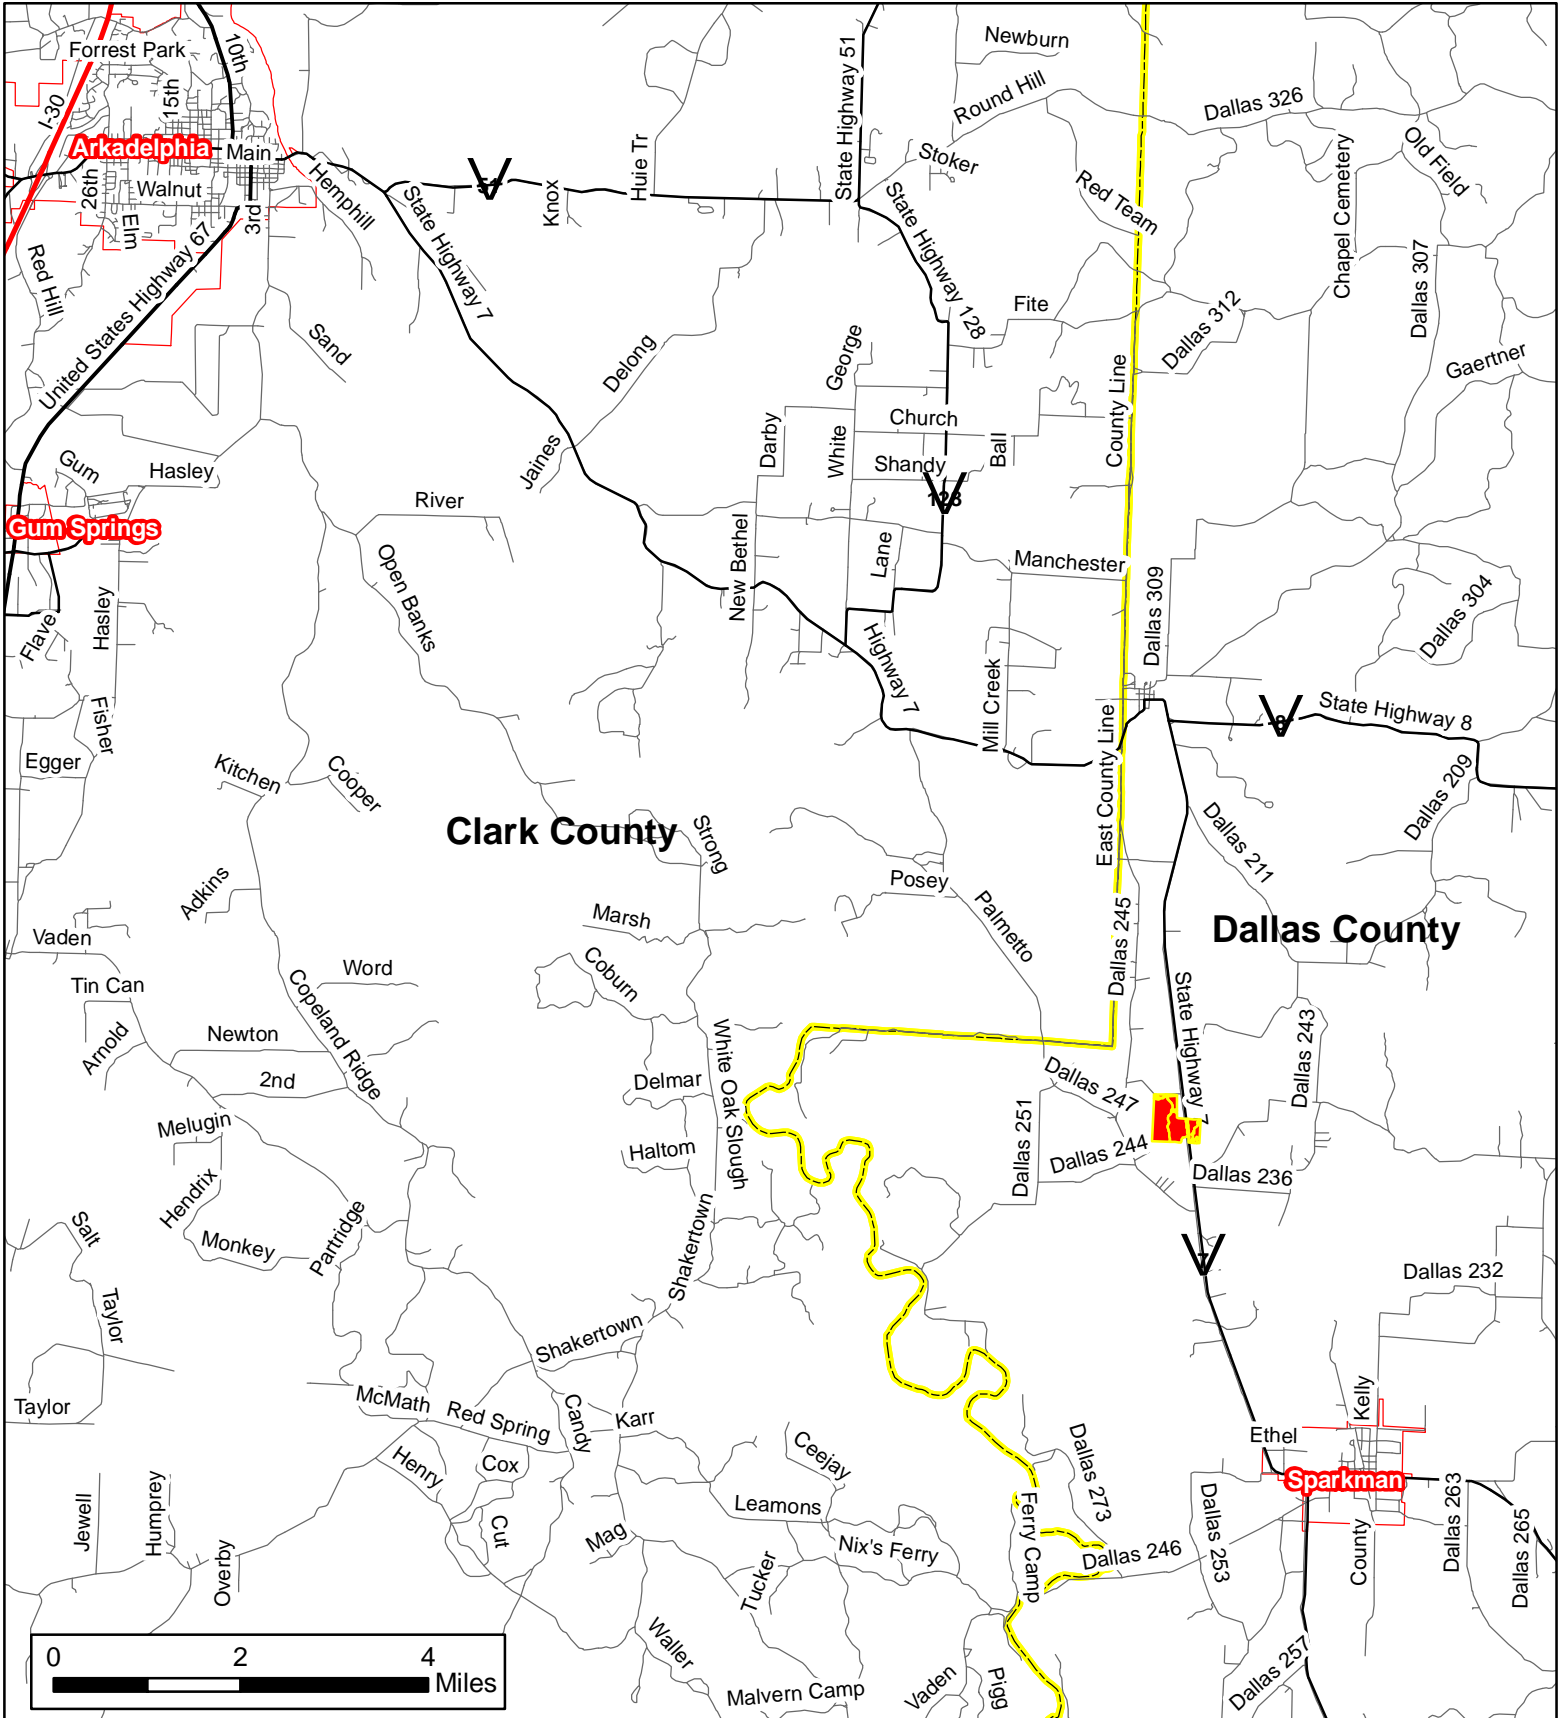 Forrest Park
10th
15th
I-30
Arkadelphia
Main
26th
Walnut
Elm
3rd
Hemphill
Red Hill
United States Highway 67
State Highway 7
51
Knox
Huie Tr
State Highway 51
Newburn
Round Hill
Stoker
Dallas 326
Old Field
Red Team
Chapel Cemetery
Dallas 307
State Highway 128
Fite
Dallas 312
Gaertner
Sand
Delong
George
County Line
Church
Darby
White
Shandy
Ball
128
Jaines
Gum
Hasley
River
Gum Springs
Open Banks
New Bethel
Lane
Manchester
Dallas 309
Dallas 304
Hasley
Flave
Highway 7
Mill Creek
Fisher
8
State Highway 8
Egger
Kitchen
Cooper
East County Line
Dallas 209
Clark County
Strong
Dallas 211
Adkins
Posey
Palmetto
Marsh
Dallas 245
Dallas County
Vaden
Coburn
Word
Tin Can
Copeland Ridge
State Highway 7
Arnold
Newton
White Oak Slough
Dallas 243
2nd
Delmar
Dallas 247
Dallas 251
Melugin
Haltom
Dallas 244
Dallas 236
Hendrix
Salt
Monkey
Partridge
Shakertown
7
Dallas 232
Taylor
Shakertown
Taylor
McMath
Red Spring
Candy
Karr
Kelly
Ethel
Henry
Cox
Ceejay
Dallas 273
Sparkman
Jewell
Humprey
Cut
Leamons
Ferry Camp
Dallas 253
Dallas 263
Overby
Mag
Nix's Ferry
Dallas 246
County
Dallas 265
Tucker
Waller
Malvern Camp
Vaden
Pigg
Dallas 257
0 2 4
Miles